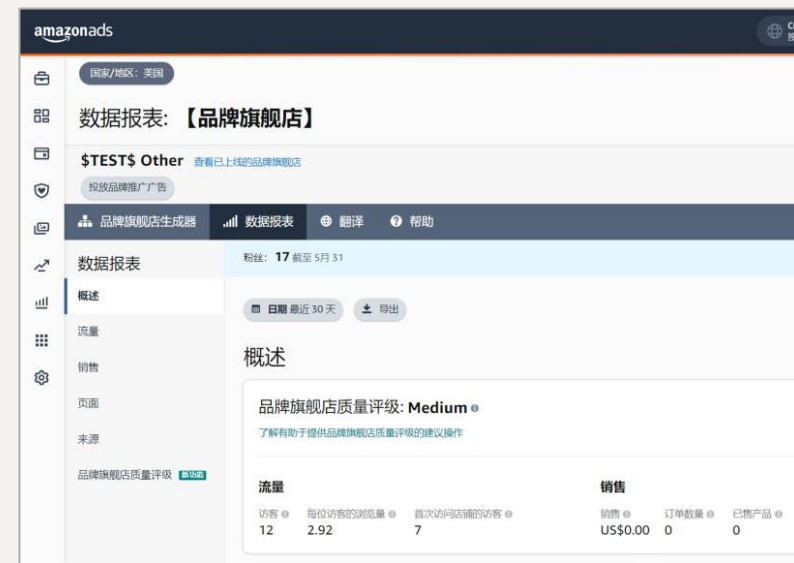 amazonads
国家/地区：美国
数据报表：【品牌旗舰店】
$TEST$ Other 查看已上线的品牌旗舰店
投放品牌推广广告
品牌旗舰店生成器 数据报表 翻译 帮助
数据报表
概述
流量
销售
页面
来源
品牌旗舰店质量评级 新功能
粉丝：17 截至 5月 31
日期 最近 30 天 导出
概述
品牌旗舰店质量评级: Medium
了解有助于提供品牌旗舰店质量评级的建议操作
流量 销售
访客 每位访客的浏览量 首次访问店铺的访客 销售 订单数量 已售产品
12 2.92 7 US$0.00 0 0